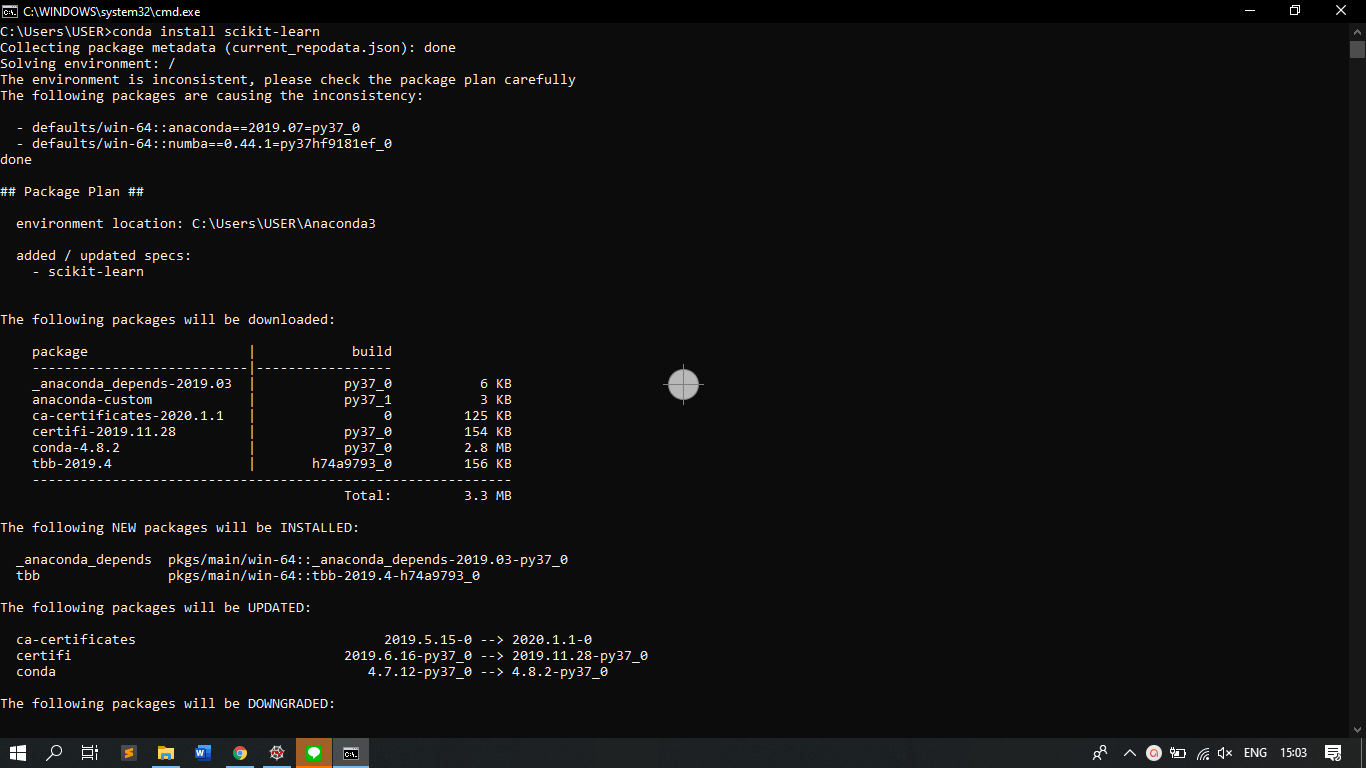 C:\WINDOWS\system32\cmd.exe
C:\Users\USER>conda install scikit-learn
Collecting package metadata (current_repodata.json): done
Solving environment: /
The environment is inconsistent, please check the package plan carefully
The following packages are causing the inconsistency:
- defaults/win-64::anaconda==2019.07=py37_0
- defaults/win-64::numba==0.44.1=py37hf9181ef_0
done
## Package Plan ##
environment location: C:\Users\USER\Anaconda3
added / updated specs:
- scikit-learn
The following packages will be downloaded:
package | build
---------------------------|-----------------
_anaconda_depends-2019.03 | py37_0 6 KB
anaconda-custom | py37_1 3 KB
ca-certificates-2020.1.1 | 0 125 KB
certifi-2019.11.28 | py37_0 154 KB
conda-4.8.2 | py37_0 2.8 MB
tbb-2019.4 | h74a9793_0 156 KB
------------------------------------------------------------
Total: 3.3 MB
The following NEW packages will be INSTALLED:
_anaconda_depends pkgs/main/win-64::_anaconda_depends-2019.03-py37_0
tbb pkgs/main/win-64::tbb-2019.4-h74a9793_0
The following packages will be UPDATED:
ca-certificates 2019.5.15-0 --> 2020.1.1-0
certifi 2019.6.16-py37_0 --> 2019.11.28-py37_0
conda 4.7.12-py37_0 --> 4.8.2-py37_0
The following packages will be DOWNGRADED:
ENG 15:03